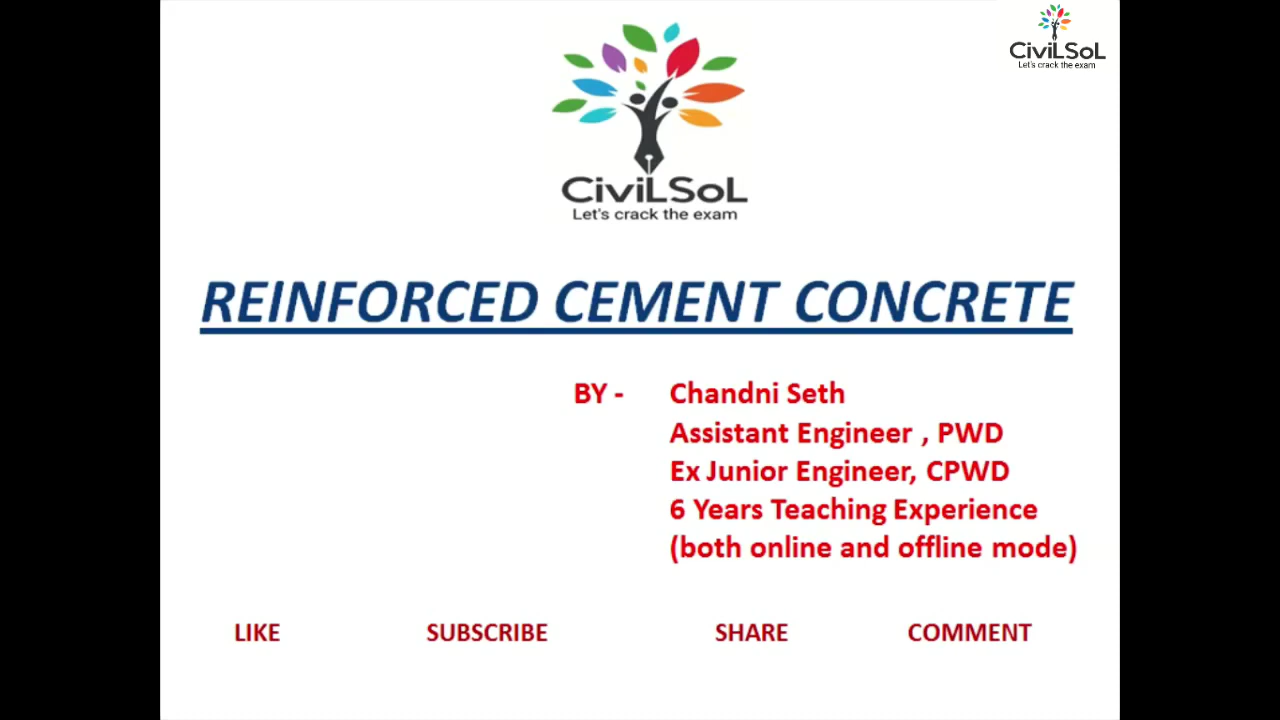 CiviLSoL
Let's crack the exam
CiviLSoL
Let's crack the exam
REINFORCED CEMENT CONCRETE
BY - Chandni Seth
Assistant Engineer , PWD
Ex Junior Engineer, CPWD
6 Years Teaching Experience
(both online and offline mode)
LIKE SUBSCRIBE SHARE COMMENT